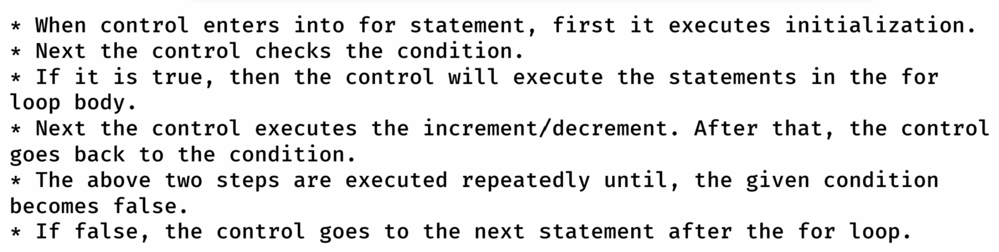 * When control enters into for statement, first it executes initialization.
* Next the control checks the condition.
* If it is true, then the control will execute the statements in the for
loop body.
* Next the control executes the increment/decrement. After that, the control
goes back to the condition.
* The above two steps are executed repeatedly until, the given condition
becomes false.
* If false, the control goes to the next statement after the for loop.